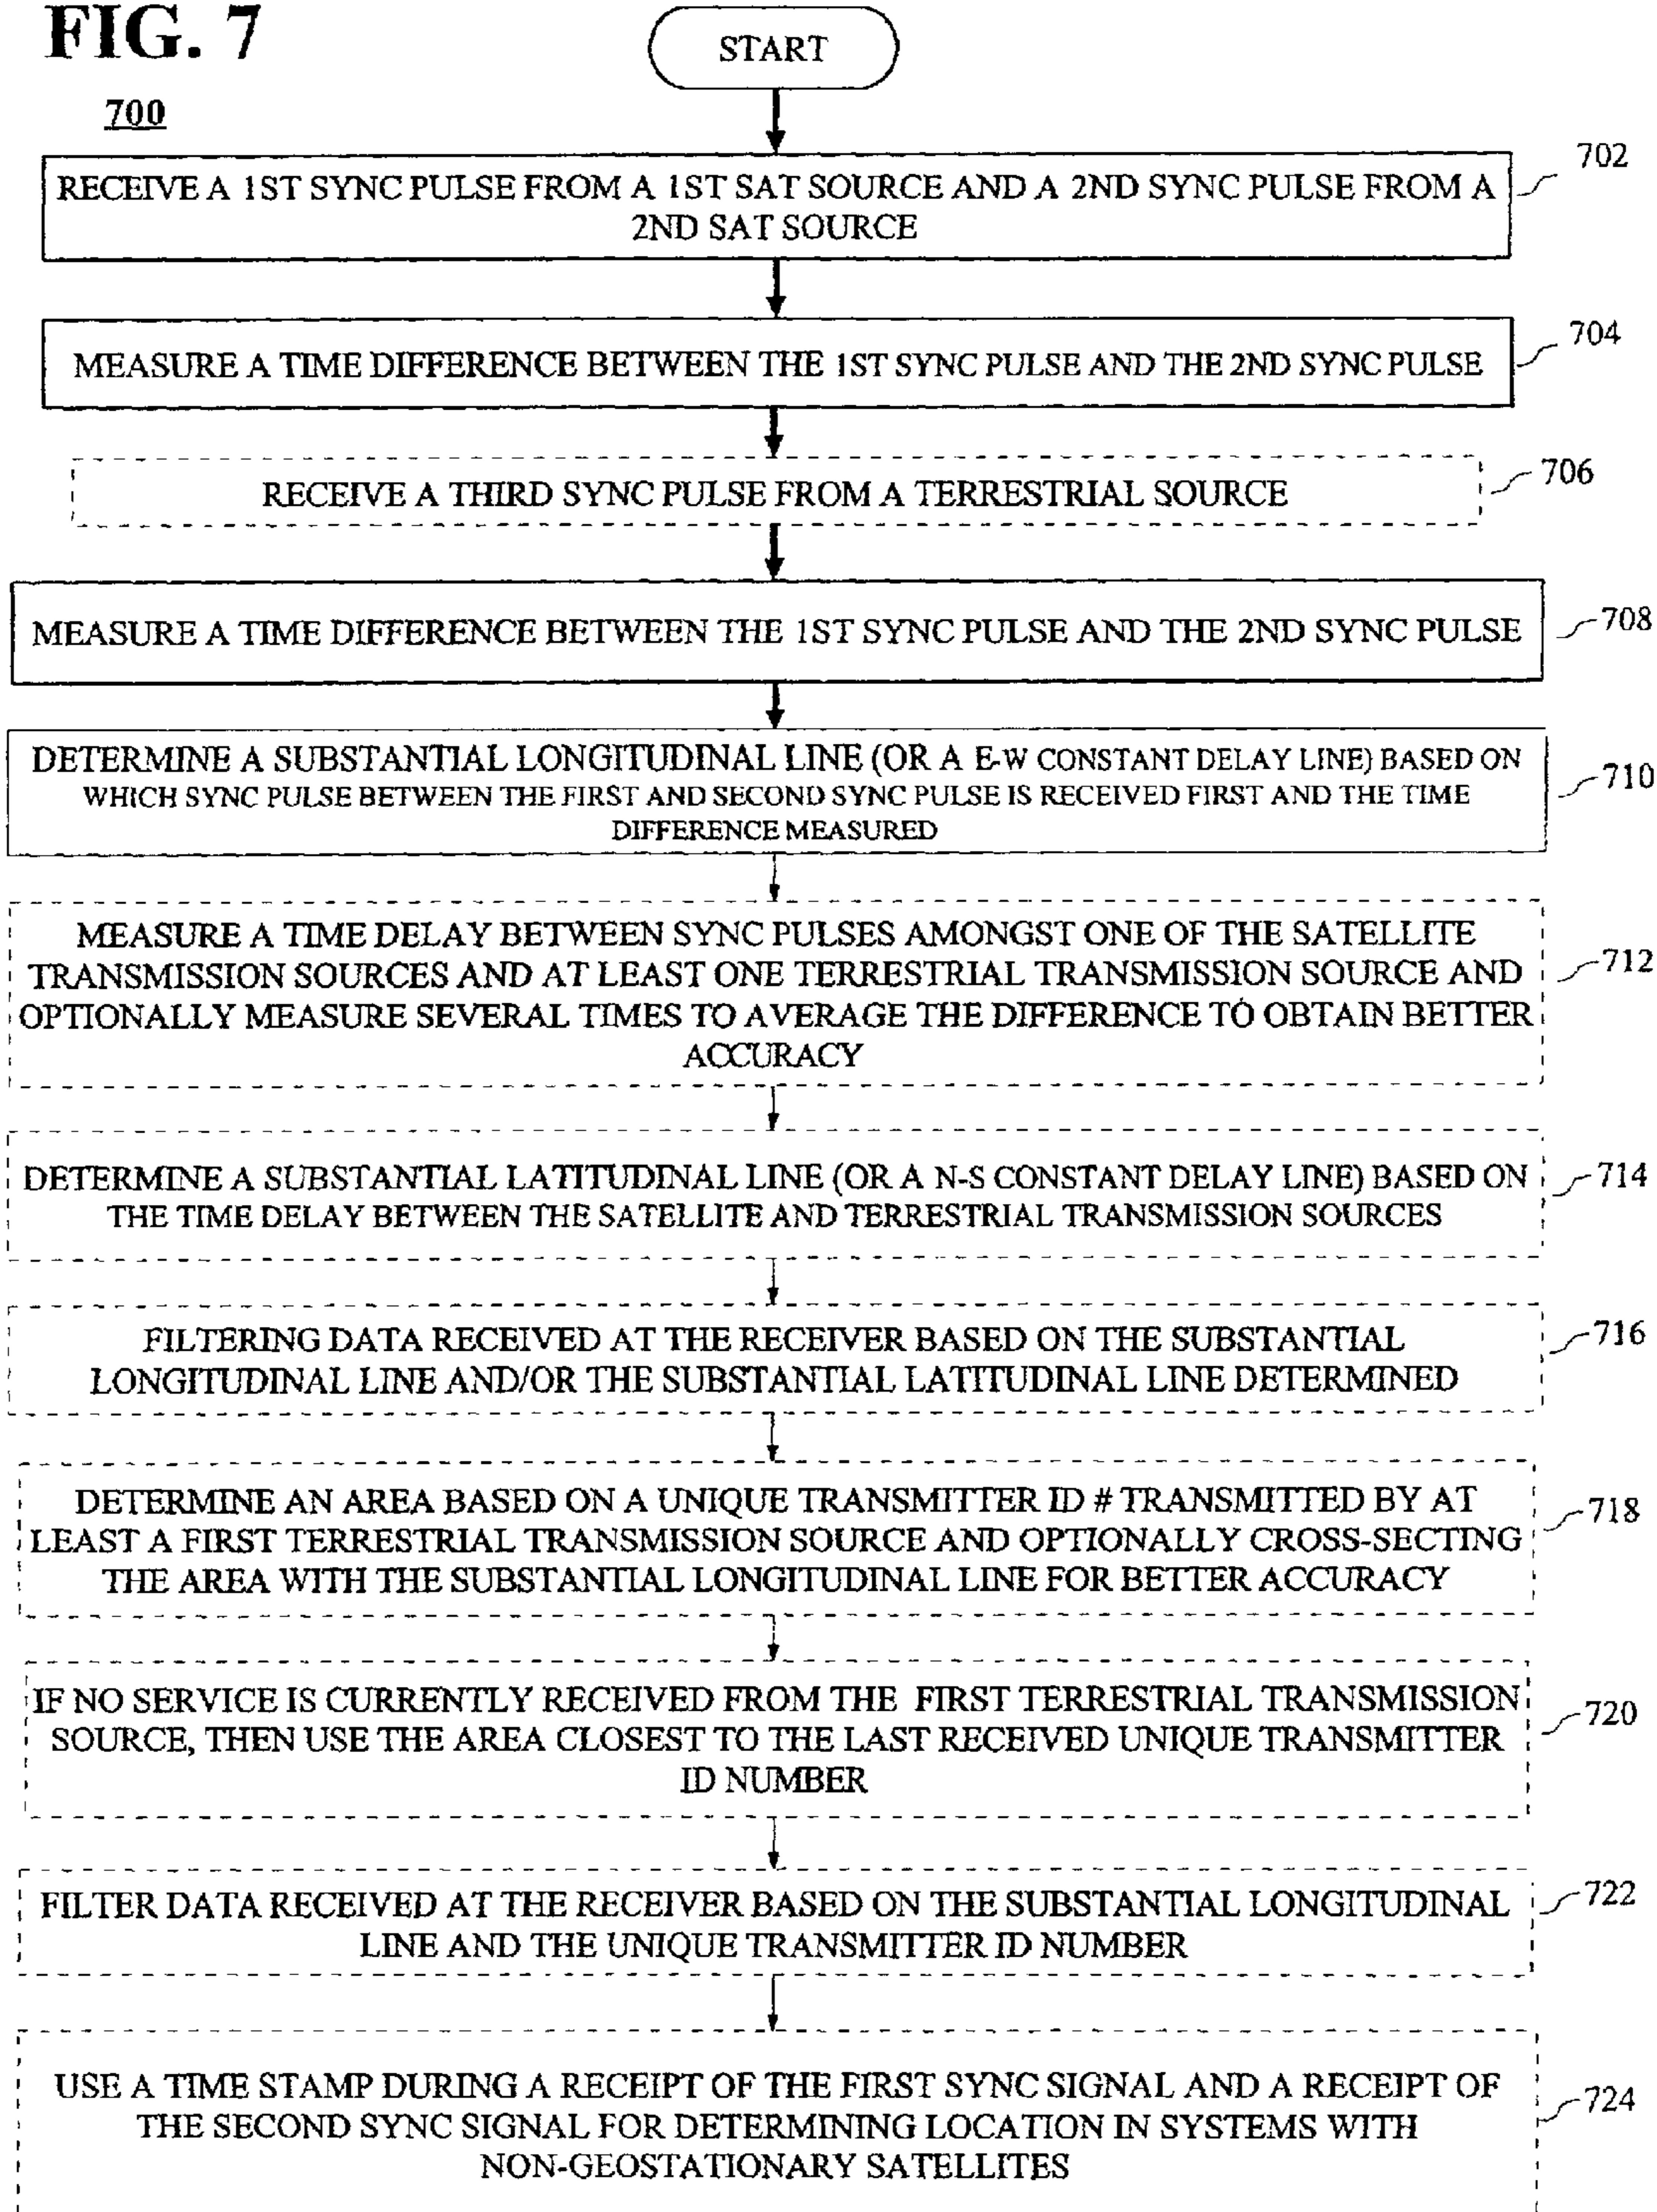 FIG. 7
700
START
RECEIVE A 1ST SYNC PULSE FROM A 1ST SAT SOURCE AND A 2ND SYNC PULSE FROM A
2ND SAT SOURCE
702
MEASURE A TIME DIFFERENCE BETWEEN THE 1ST SYNC PULSE AND THE 2ND SYNC PULSE
704
RECEIVE A THIRD SYNC PULSE FROM A TERRESTRIAL SOURCE
706
MEASURE A TIME DIFFERENCE BETWEEN THE 1ST SYNC PULSE AND THE 2ND SYNC PULSE
708
DETERMINE A SUBSTANTIAL LONGITUDINAL LINE (OR A E-W CONSTANT DELAY LINE) BASED ON
WHICH SYNC PULSE BETWEEN THE FIRST AND SECOND SYNC PULSE IS RECEIVED FIRST AND THE TIME
DIFFERENCE MEASURED
710
MEASURE A TIME DELAY BETWEEN SYNC PULSES AMONGST ONE OF THE SATELLITE
TRANSMISSION SOURCES AND AT LEAST ONE TERRESTRIAL TRANSMISSION SOURCE AND
OPTIONALLY MEASURE SEVERAL TIMES TO AVERAGE THE DIFFERENCE TO OBTAIN BETTER
ACCURACY
712
DETERMINE A SUBSTANTIAL LATITUDINAL LINE (OR A N-S CONSTANT DELAY LINE) BASED ON
THE TIME DELAY BETWEEN THE SATELLITE AND TERRESTRIAL TRANSMISSION SOURCES
714
FILTERING DATA RECEIVED AT THE RECEIVER BASED ON THE SUBSTANTIAL
LONGITUDINAL LINE AND/OR THE SUBSTANTIAL LATITUDINAL LINE DETERMINED
716
DETERMINE AN AREA BASED ON A UNIQUE TRANSMITTER ID # TRANSMITTED BY AT
LEAST A FIRST TERRESTRIAL TRANSMISSION SOURCE AND OPTIONALLY CROSS-SECTING
THE AREA WITH THE SUBSTANTIAL LONGITUDINAL LINE FOR BETTER ACCURACY
718
IF NO SERVICE IS CURRENTLY RECEIVED FROM THE FIRST TERRESTRIAL TRANSMISSION
SOURCE, THEN USE THE AREA CLOSEST TO THE LAST RECEIVED UNIQUE TRANSMITTER
ID NUMBER
720
FILTER DATA RECEIVED AT THE RECEIVER BASED ON THE SUBSTANTIAL LONGITUDINAL
LINE AND THE UNIQUE TRANSMITTER ID NUMBER
722
USE A TIME STAMP DURING A RECEIPT OF THE FIRST SYNC SIGNAL AND A RECEIPT OF
THE SECOND SYNC SIGNAL FOR DETERMINING LOCATION IN SYSTEMS WITH
NON-GEOSTATIONARY SATELLITES
724